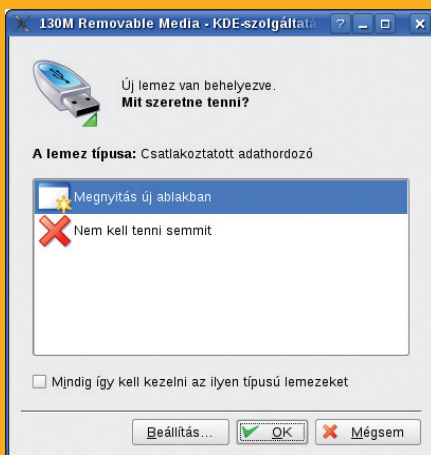 130M Removable Media - KDE-szolgáltatá
Új lemez van behelyezve.
Mit szeretne tenni?
A lemez típusa: Csatlakoztatott adathordozó
Megnyitás új ablakban
Nem kell tenni semmit
Mindig így kell kezelni az ilyen típusú lemezeket
Beállítás...
OK
Mégsem